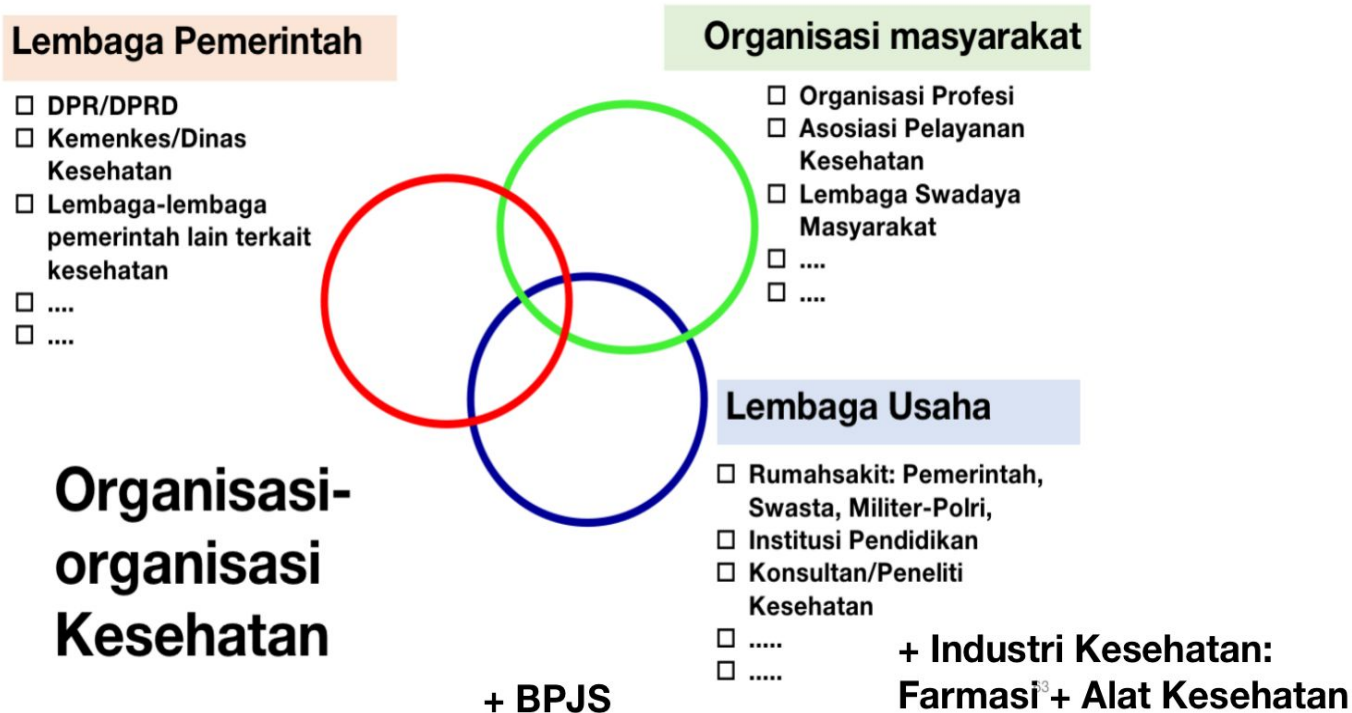 Lembaga Pemerintah
☐ DPR/DPRD
☐ Kemenkes/Dinas
Kesehatan
☐ Lembaga-lembaga
pemerintah lain terkait
kesehatan
☐ ....
☐ ....
Organisasi masyarakat
☐ Organisasi Profesi
☐ Asosiasi Pelayanan
Kesehatan
☐ Lembaga Swadaya
Masyarakat
☐ ....
☐ ....
Lembaga Usaha
☐ Rumahsakit: Pemerintah,
Swasta, Militer-Polri,
☐ Institusi Pendidikan
☐ Konsultan/Peneliti
Kesehatan
☐ .....
☐ .....
Organisasi-
organisasi
Kesehatan
+ BPJS
+ Industri Kesehatan:
Farmasi + Alat Kesehatan